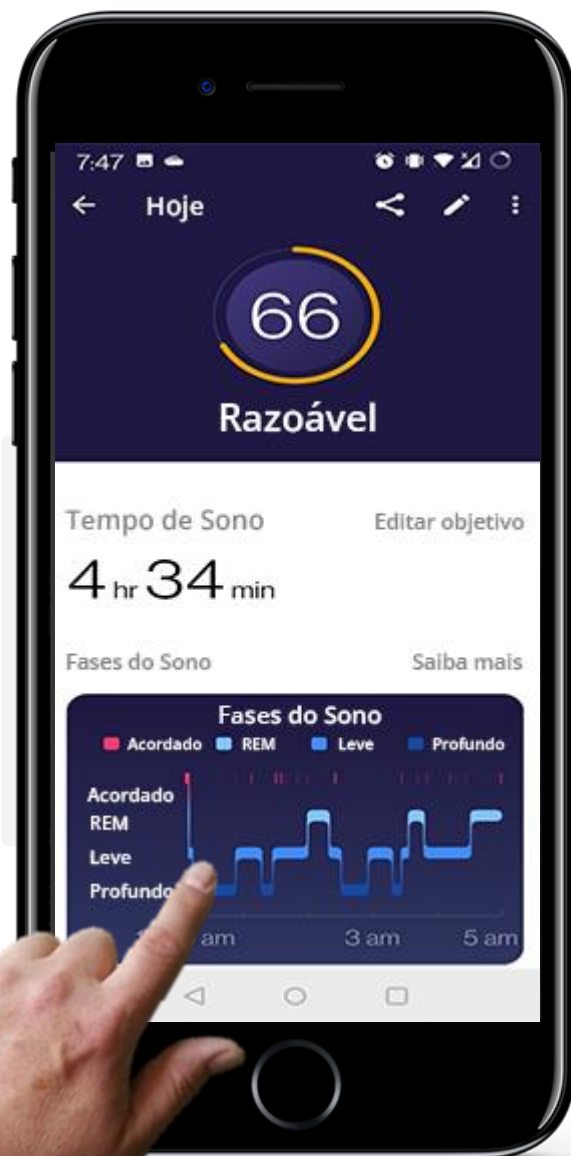 7:47
Hoje
66
Razoável
Tempo de Sono Editar objetivo
4 hr 34 min
Fases do Sono Saiba mais
Fases do Sono
Acordado REM Leve Profundo
Acordado
REM
Leve
Profundo
am 3 am 5 am